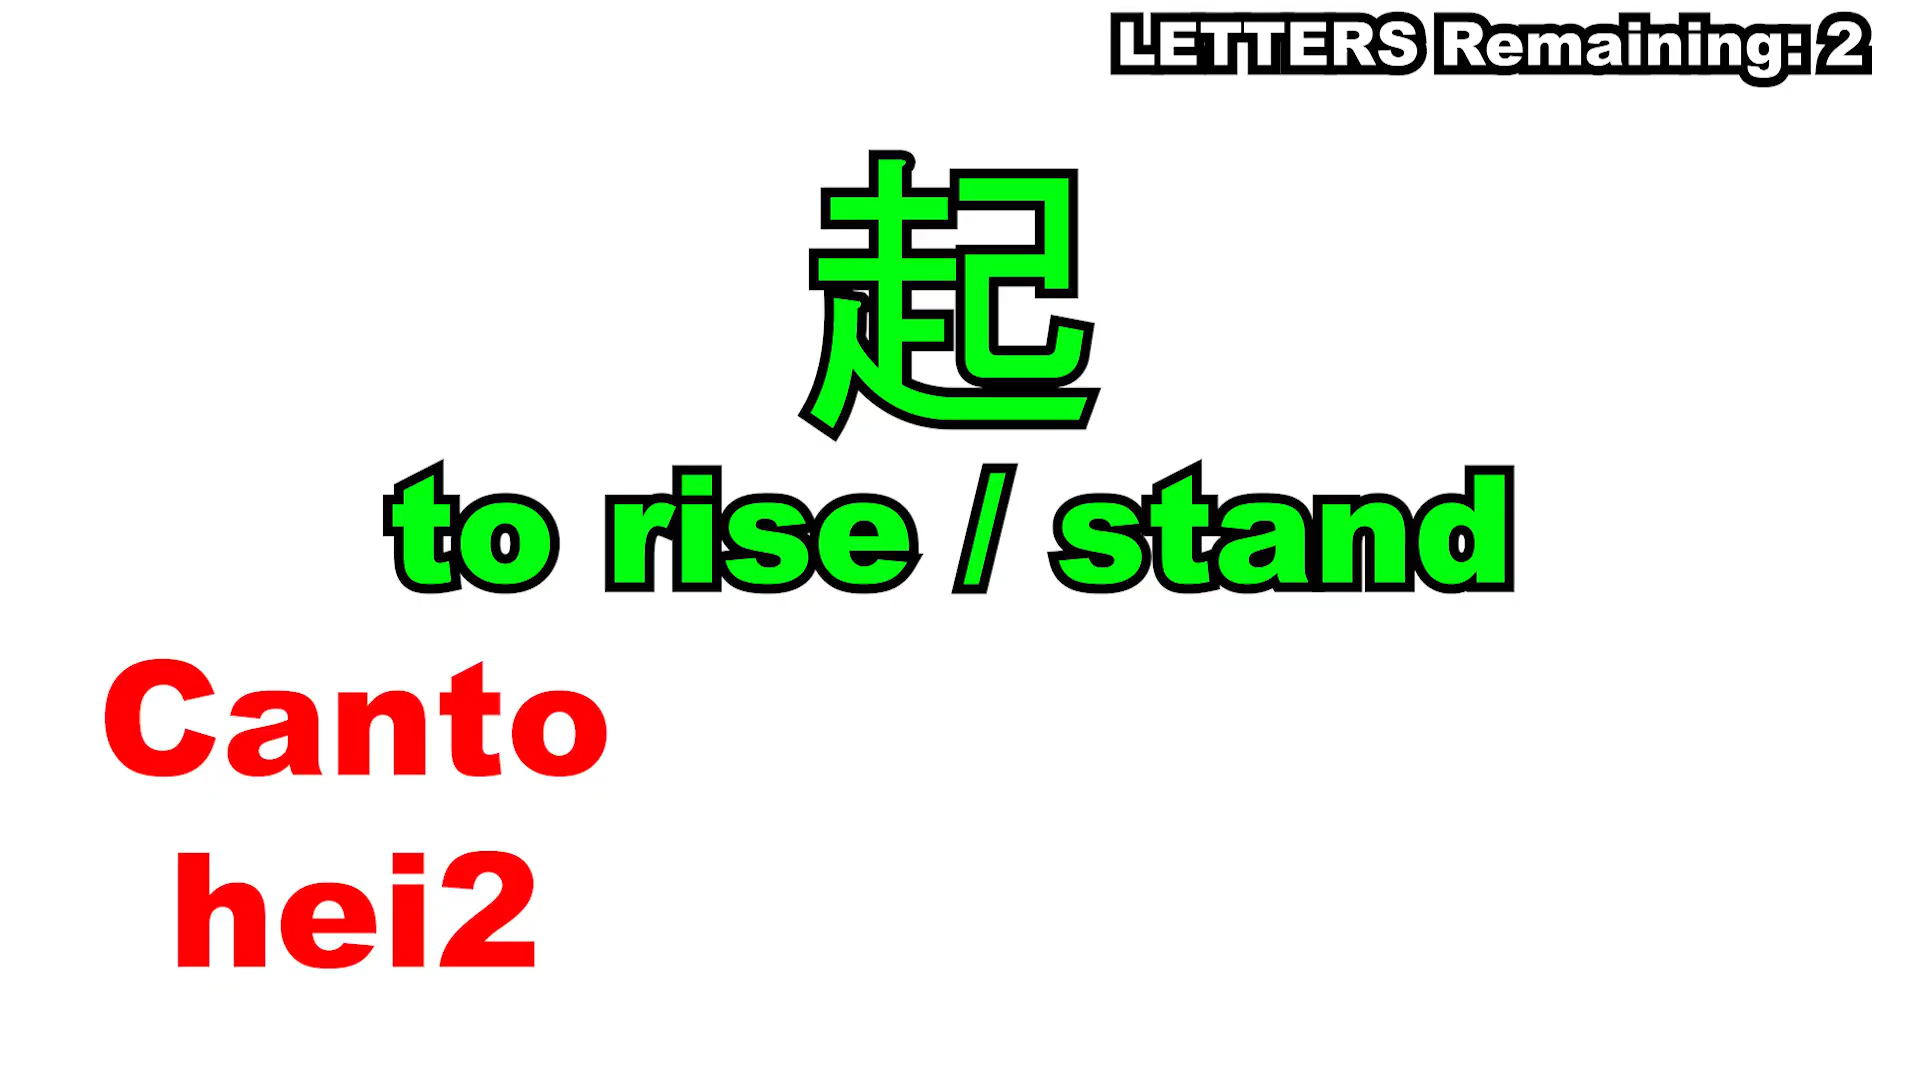 LETTERS Remaining: 2
起
to rise / stand
Canto
hei2